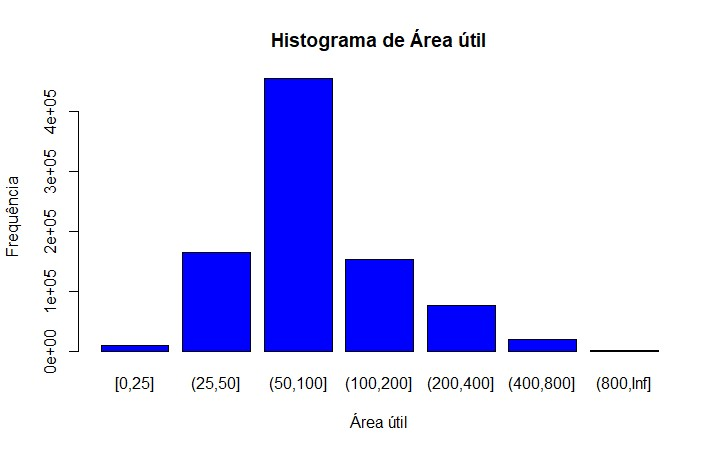 Histograma de Área útil
Frequência
4e+05
3e+05
2e+05
1e+05
0e+00
[0,25] (25,50] (50,100] (100,200] (200,400] (400,800] (800,Inf]
Área útil